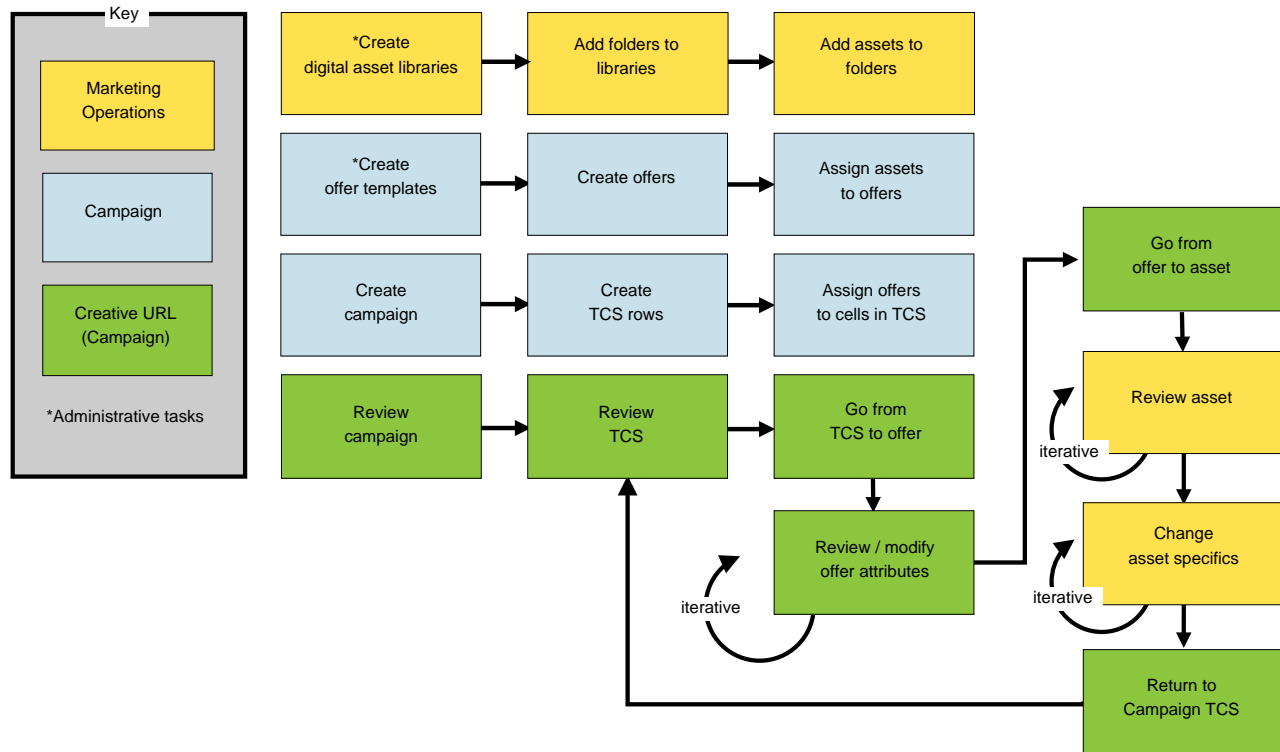 Key
Marketing
Operations
Campaign
Creative URL
(Campaign)
*Administrative tasks
*Create
digital asset libraries
Add folders to
libraries
Add assets to
folders
*Create
offer templates
Create offers
Assign assets
to offers
Create
campaign
Create
TCS rows
Assign offers
to cells in TCS
Review
campaign
Review
TCS
Go from
TCS to offer
Review / modify
offer attributes
iterative
Go from
offer to asset
Review asset
iterative
Change
asset specifics
iterative
Return to
Campaign TCS